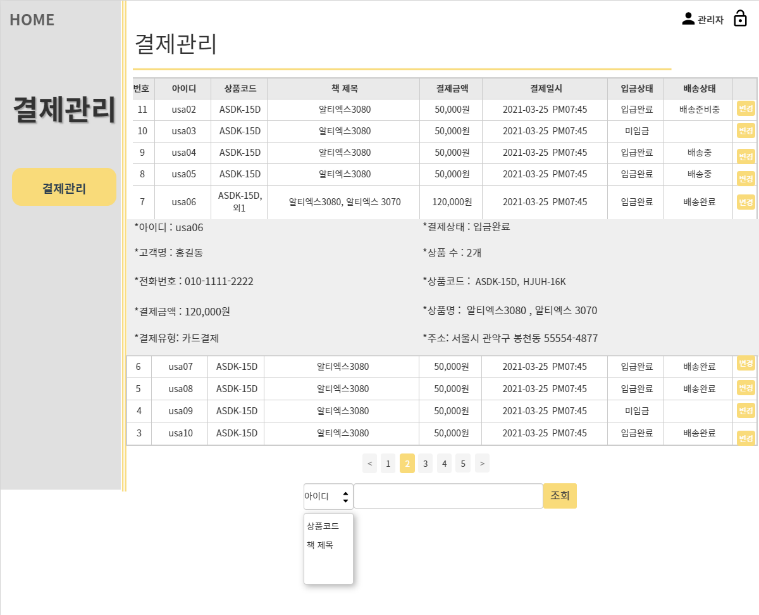 HOME
관리자
결제관리
결제관리
결제관리
번호 아이디 상품코드 책 제목 결제금액 결제일시 입금상태 배송상태
11 usa02 ASDK-15D 알티엑스3080 50,000원 2021-03-25 PM07:45 입금완료 배송준비중 변경
10 usa03 ASDK-15D 알티엑스3080 50,000원 2021-03-25 PM07:45 미입금 변경
9 usa04 ASDK-15D 알티엑스3080 50,000원 2021-03-25 PM07:45 입금완료 배송중 변경
8 usa05 ASDK-15D 알티엑스3080 50,000원 2021-03-25 PM07:45 입금완료 배송중 변경
7 usa06 ASDK-15D, 외1 알티엑스3080, 알티엑스 3070 120,000원 2021-03-25 PM07:45 입금완료 배송완료 변경
*아이디 : usa06 *결제상태 : 입금완료
*고객명 : 홍길동 *상품 수 : 2개
*전화번호 : 010-1111-2222 *상품코드 : ASDK-15D, HJUH-16K
*결제금액 : 120,000원 *상품명 : 알티엑스3080 , 알티엑스 3070
*결제유형: 카드결제 *주소: 서울시 관악구 봉천동 55554-4877
6 usa07 ASDK-15D 알티엑스3080 50,000원 2021-03-25 PM07:45 입금완료 배송완료 변경
5 usa08 ASDK-15D 알티엑스3080 50,000원 2021-03-25 PM07:45 입금완료 배송완료 변경
4 usa09 ASDK-15D 알티엑스3080 50,000원 2021-03-25 PM07:45 미입금 변경
3 usa10 ASDK-15D 알티엑스3080 50,000원 2021-03-25 PM07:45 입금완료 배송완료 변경
< 1 2 3 4 5 >
아이디 조회
상품코드
책 제목